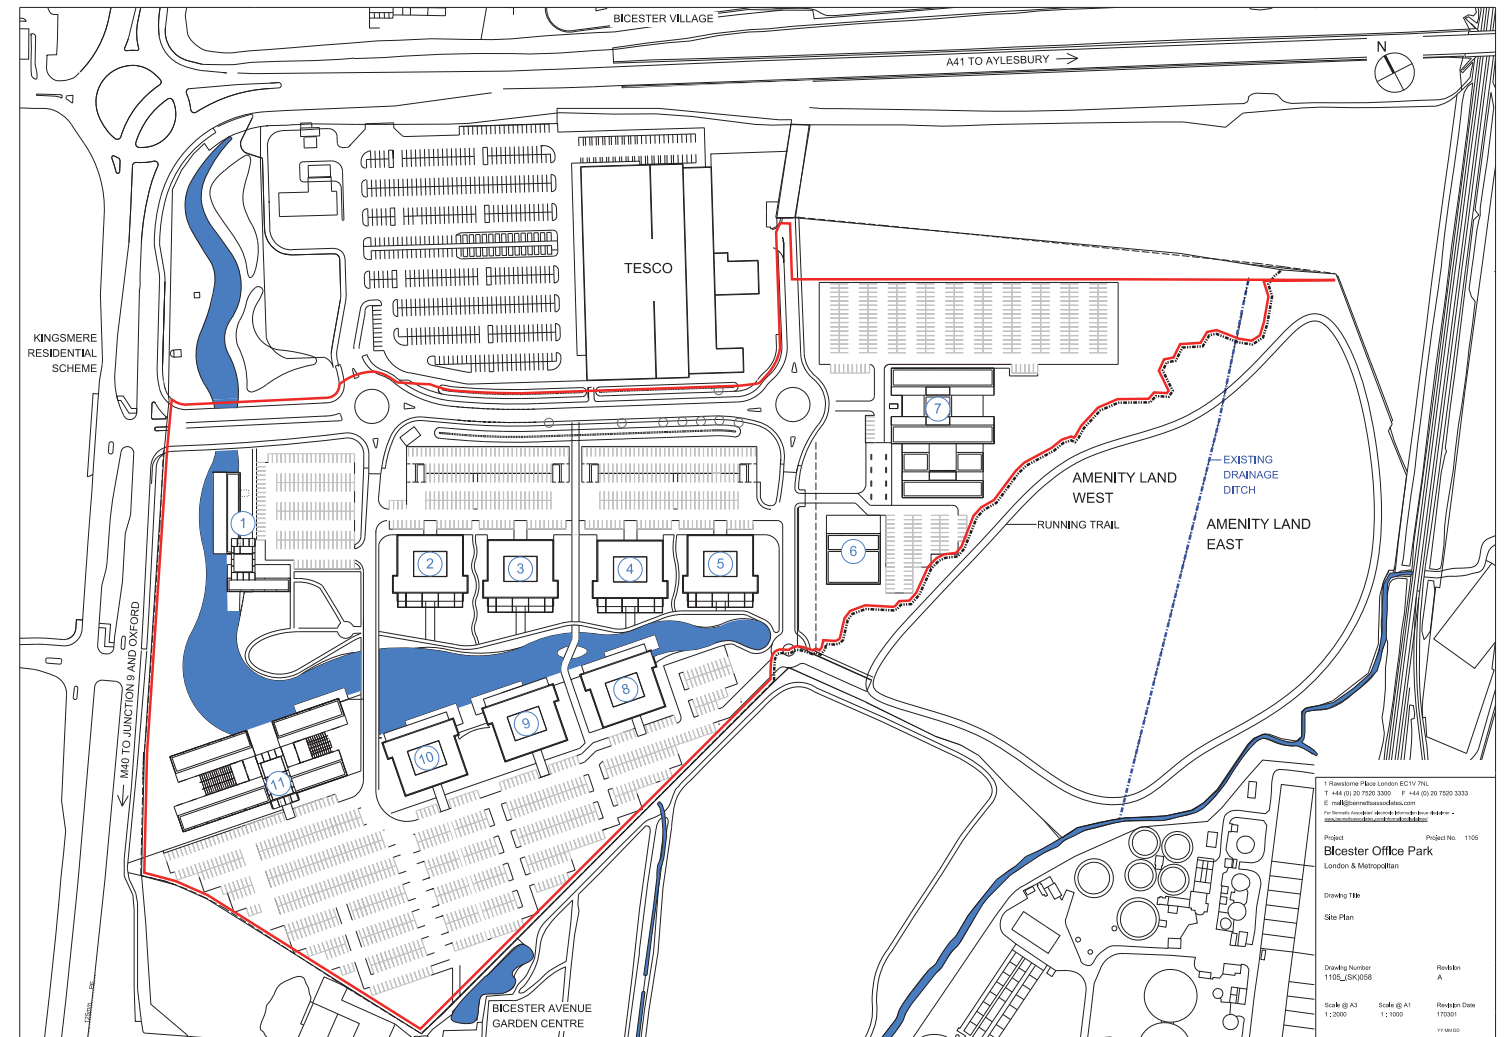 BICESTER VILLAGE
A41 TO AYLESBURY
N
TESCO
KINGSMERE
RESIDENTIAL
SCHEME
7
EXISTING
DRAINAGE
DITCH
AMENITY LAND
WEST
RUNNING TRAIL
AMENITY LAND
EAST
1
2
3
4
5
6
M40 TO JUNCTION 9 AND OXFORD
8
9
10
11
BICESTER AVENUE
GARDEN CENTRE
1 Rawstorne Place London EC1V 7NL
T +44 (0) 20 7520 3300 F +44 (0) 20 7520 3333
E mail@bennettsassociates.com
Project Project No. 1105
Bicester Office Park
London & Metropolitan
Drawing Title
Site Plan
Drawing Number Revision
1105_(SK)058 A
Scale @ A3 Scale @ A1 Revision Date
1 : 2000 1 : 1000 170301
YY MM DD